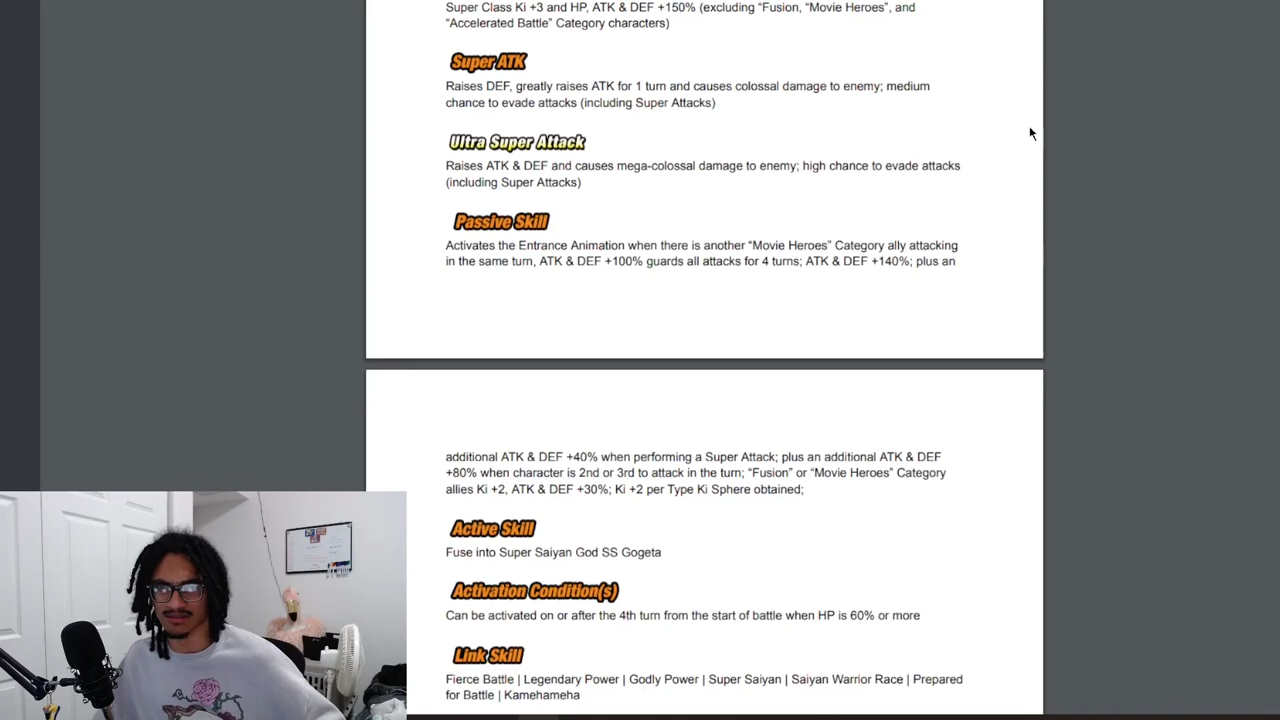 Super Class Ki +3 and HP, ATK & DEF +150% (excluding “Fusion, “Movie Heroes”, and
“Accelerated Battle” Category characters)
Super ATK
Raises DEF, greatly raises ATK for 1 turn and causes colossal damage to enemy; medium
chance to evade attacks (including Super Attacks)
Ultra Super Attack
Raises ATK & DEF and causes mega-colossal damage to enemy; high chance to evade attacks
(including Super Attacks)
Passive Skill
Activates the Entrance Animation when there is another “Movie Heroes” Category ally attacking
in the same turn, ATK & DEF +100% guards all attacks for 4 turns; ATK & DEF +140%; plus an
additional ATK & DEF +40% when performing a Super Attack; plus an additional ATK & DEF
+80% when character is 2nd or 3rd to attack in the turn; “Fusion” or “Movie Heroes” Category
allies Ki +2, ATK & DEF +30%; Ki +2 per Type Ki Sphere obtained;
Active Skill
Fuse into Super Saiyan God SS Gogeta
Activation Condition(s)
Can be activated on or after the 4th turn from the start of battle when HP is 60% or more
Link Skill
Fierce Battle | Legendary Power | Godly Power | Super Saiyan | Saiyan Warrior Race | Prepared
for Battle | Kamehameha